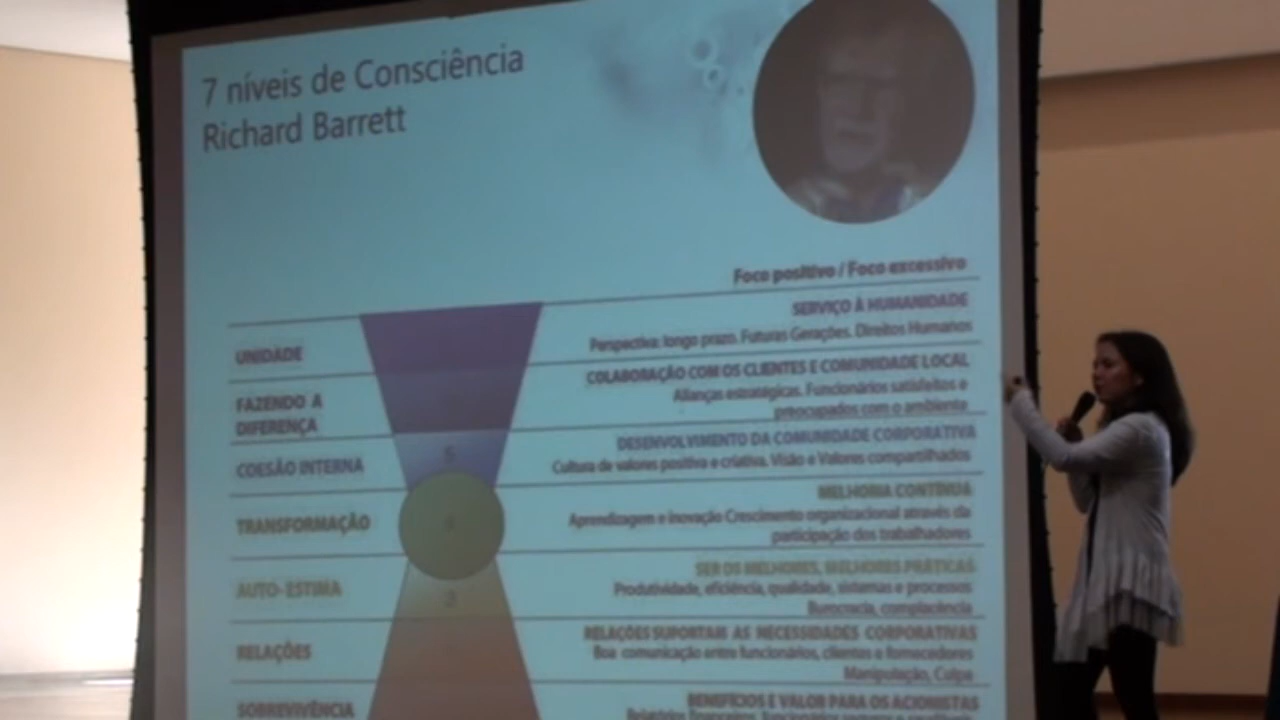 7 níveis de Consciência
Richard Barrett
Foco positivo / Foco excessivo
UNIDADE
SERVIÇO À HUMANIDADE
Perspectiva: longo prazo. Futuras Gerações. Direitos Humanos
FAZENDO A
DIFERENÇA
COLABORAÇÃO COM OS CLIENTES E COMUNIDADE LOCAL
Alianças estratégicas. Funcionários satisfeitos e
preocupados com o ambiente
COESÃO INTERNA
5
DESENVOLVIMENTO DA COMUNIDADE CORPORATIVA
Cultura de valores positiva e criativa. Visão e Valores compartilhados
TRANSFORMAÇÃO
4
MELHORIA CONTÍNUA
Aprendizagem e inovação Crescimento organizacional através da
participação dos trabalhadores
AUTO-ESTIMA
3
SER OS MELHORES, MELHORES PRÁTICAS
Produtividade, eficiência, qualidade, sistemas e processos
Burocracia, complacência
RELAÇÕES
RELAÇÕES SUPORTAM AS NECESSIDADES CORPORATIVAS
Boa comunicação entre funcionários, clientes e fornecedores
Manipulação, Culpa
SOBREVIVÊNCIA
BENEFÍCIOS E VALOR PARA OS ACIONISTAS